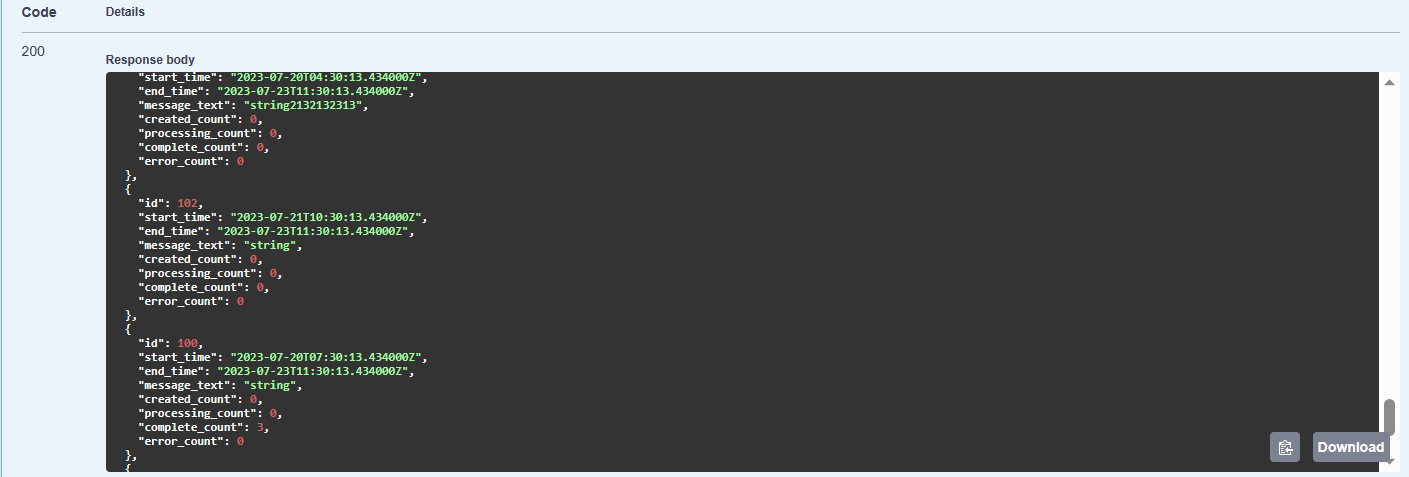 Code Details
200
Response body
"start_time": "2023-07-20T04:30:13.434000Z",
"end_time": "2023-07-23T11:30:13.434000Z",
"message_text": "string2132132313",
"created_count": 0,
"processing_count": 0,
"complete_count": 0,
"error_count": 0
},
{
"id": 102,
"start_time": "2023-07-21T10:30:13.434000Z",
"end_time": "2023-07-23T11:30:13.434000Z",
"message_text": "string",
"created_count": 0,
"processing_count": 0,
"complete_count": 0,
"error_count": 0
},
{
"id": 100,
"start_time": "2023-07-20T07:30:13.434000Z",
"end_time": "2023-07-23T11:30:13.434000Z",
"message_text": "string",
"created_count": 0,
"processing_count": 0,
"complete_count": 3,
"error_count": 0
},
{
Download